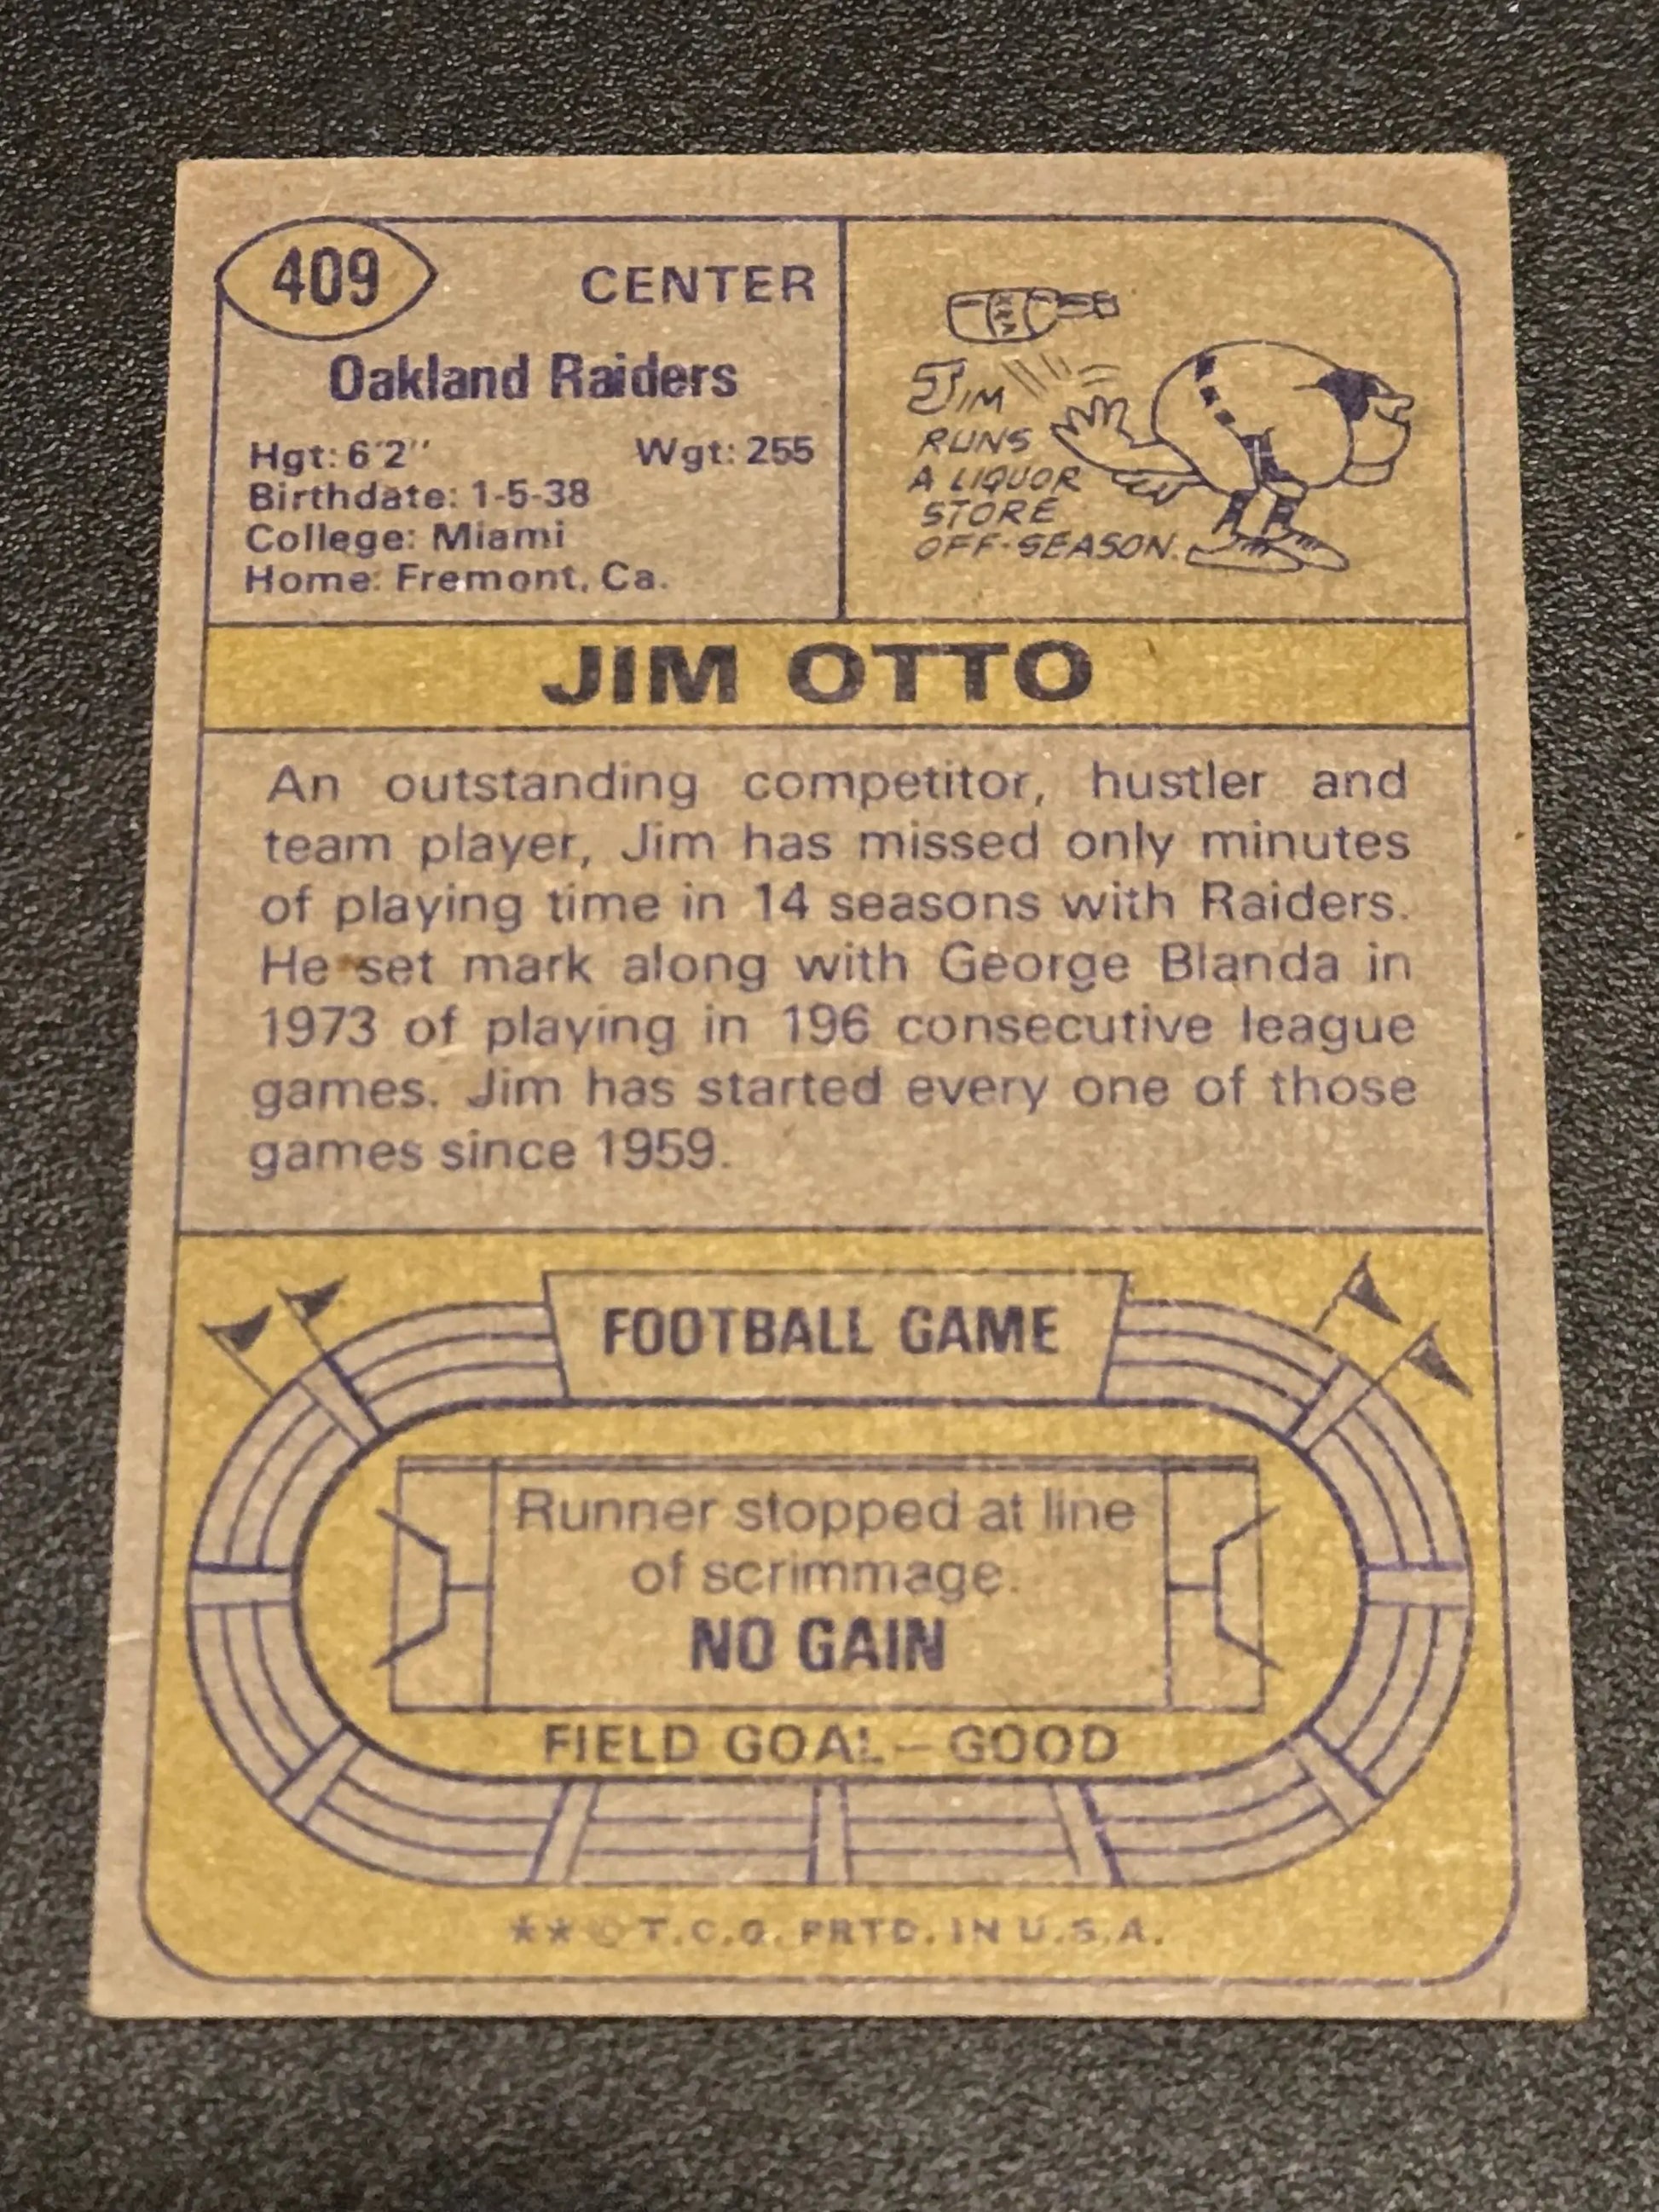 409
CENTER
Oakland Raiders
Hgt: 6'2" Wgt: 255
Birthdate: 1-5-38
College: Miami
Home: Fremont, Ca.
XXX
JIM
RUNS
A LIQUOR
STORE
OFF-SEASON.
JIM OTTO
An outstanding competitor, hustler and
team player, Jim has missed only minutes
of playing time in 14 seasons with Raiders.
He set mark along with George Blanda in
1973 of playing in 196 consecutive league
games. Jim has started every one of those
games since 1959.
FOOTBALL GAME
Runner stopped at line
of scrimmage.
NO GAIN
FIELD GOAL—GOOD
** © T.C.G. PRTD. IN U.S.A.